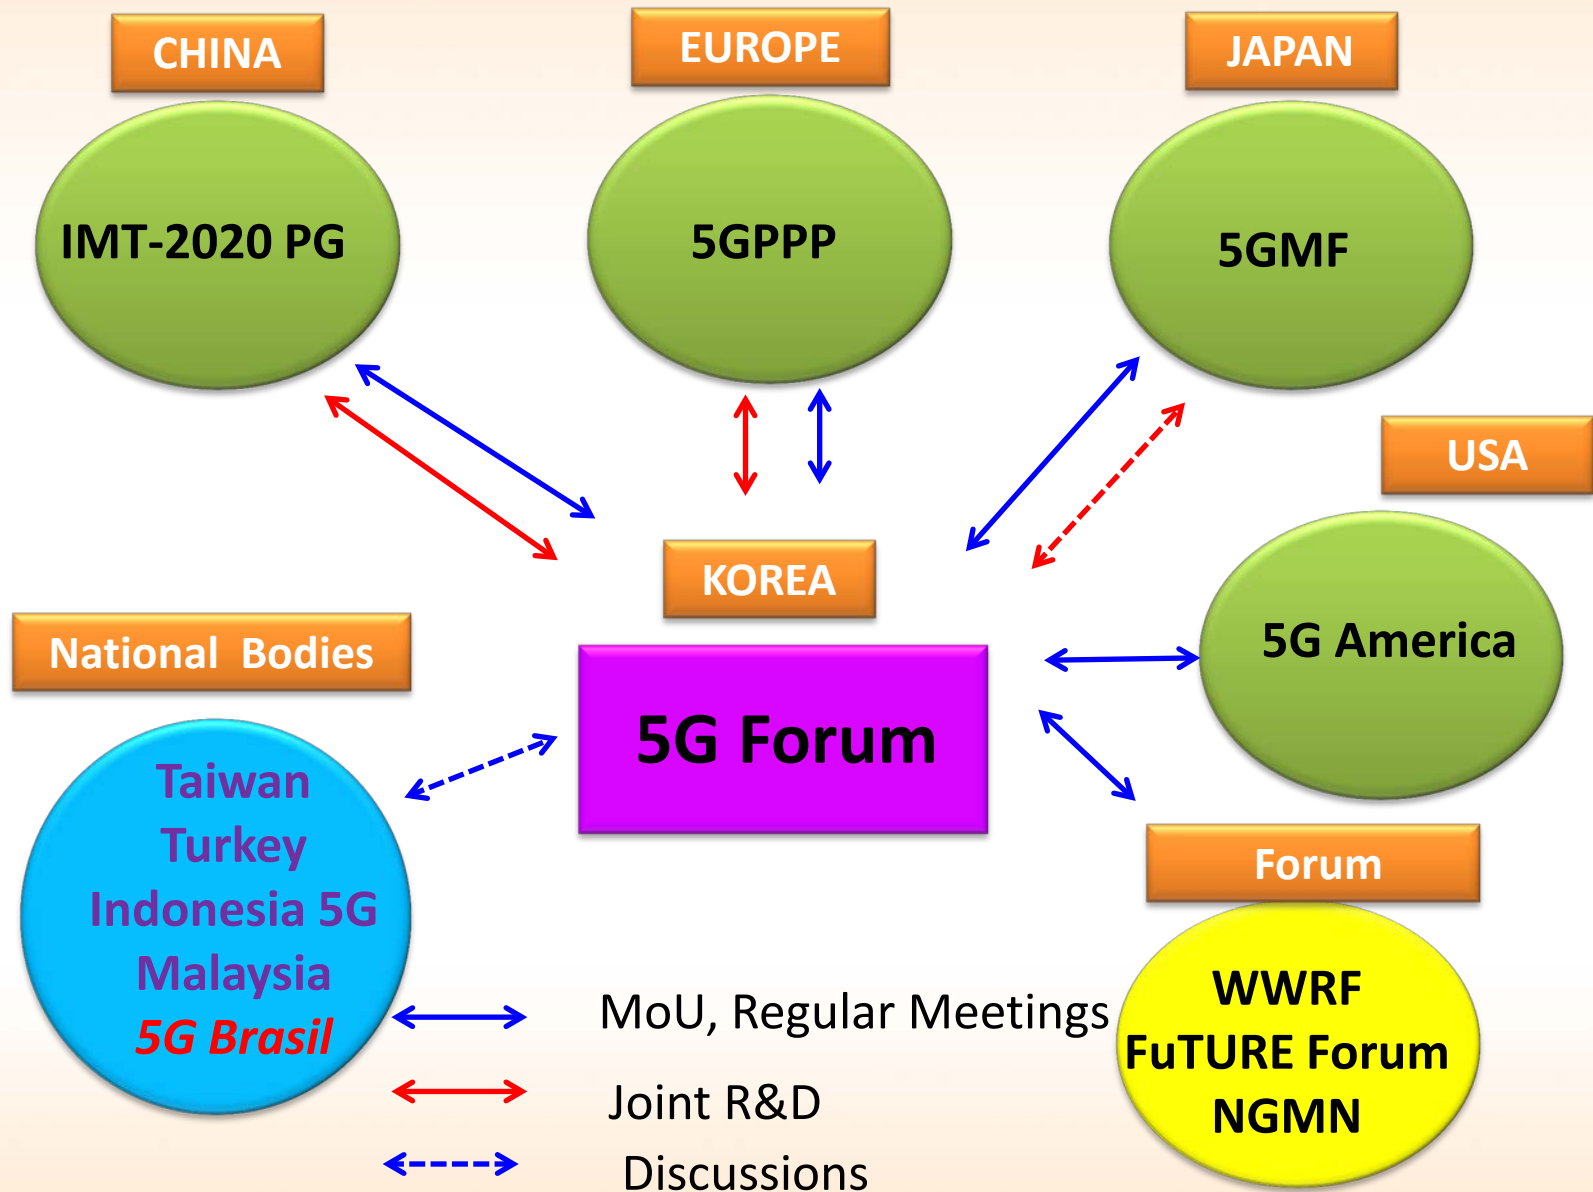 CHINA
EUROPE
JAPAN
IMT-2020 PG
5GPPP
5GMF
USA
KOREA
5G America
National Bodies
5G Forum
Taiwan
Turkey
Indonesia 5G
Malaysia
5G Brasil
Forum
WWRF
FuTURE Forum
NGMN
MoU, Regular Meetings
Joint R&D
Discussions